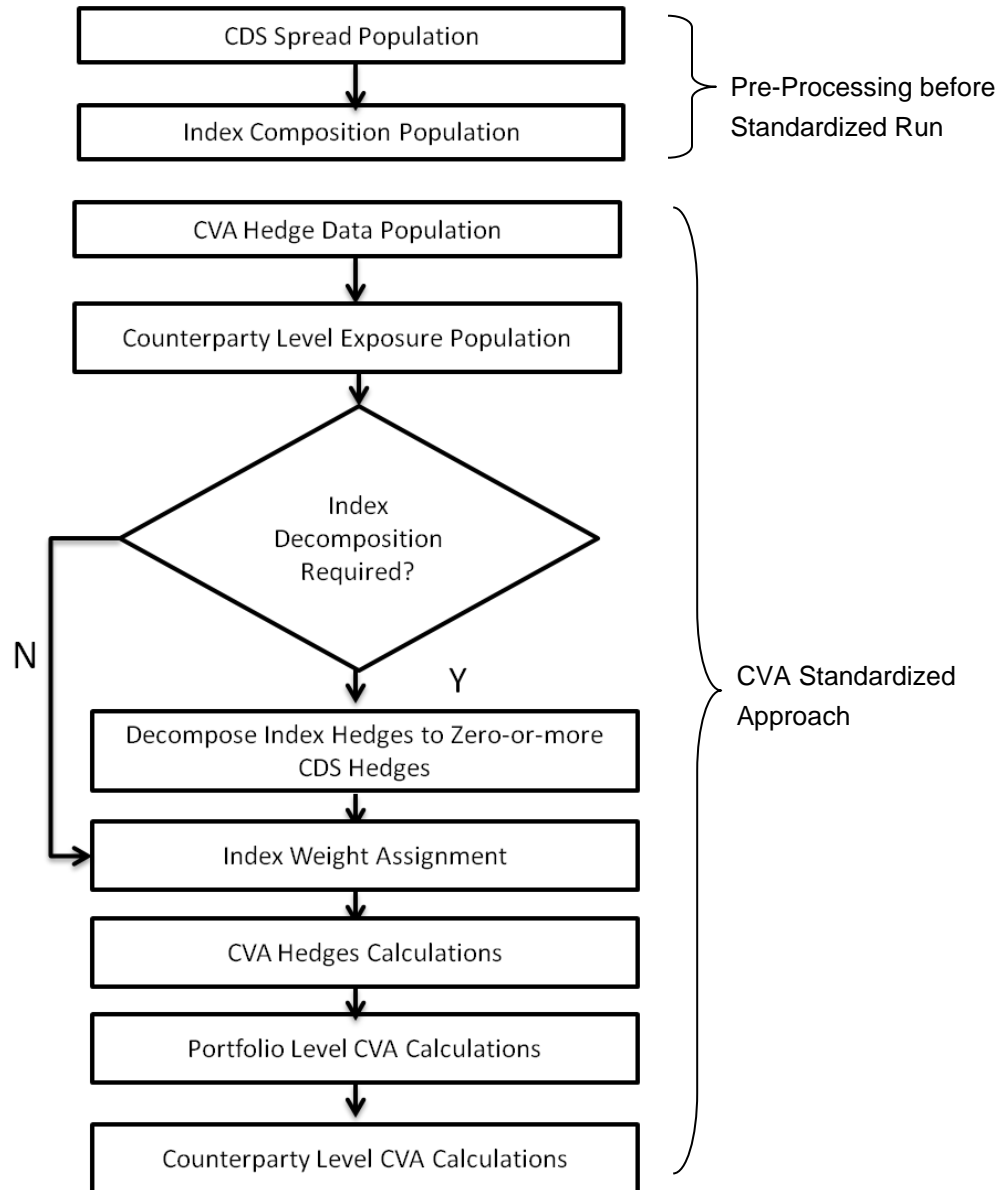 CDS Spread Population
Index Composition Population
Pre-Processing before
Standardized Run
CVA Hedge Data Population
Counterparty Level Exposure Population
Index
Decomposition
Required?
N
Y
Decompose Index Hedges to Zero-or-more
CDS Hedges
Index Weight Assignment
CVA Hedges Calculations
Portfolio Level CVA Calculations
Counterparty Level CVA Calculations
CVA Standardized
Approach